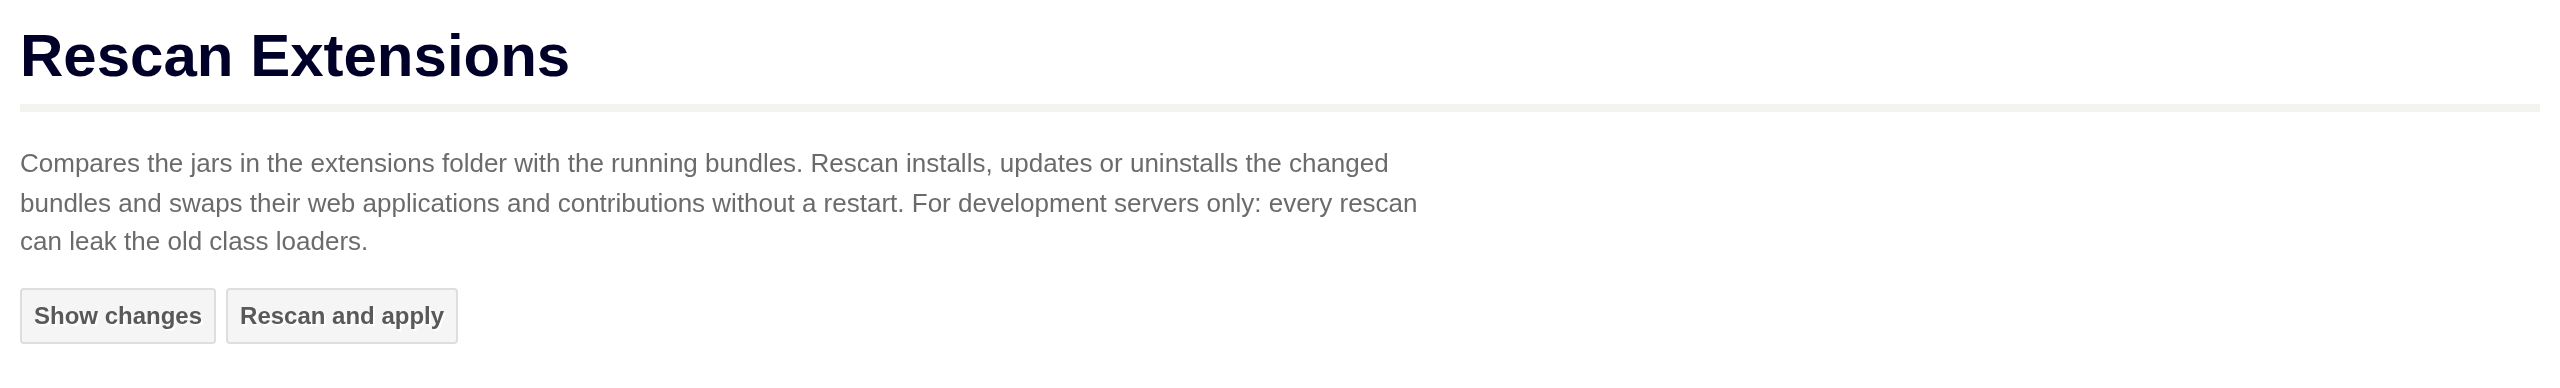 Rescan Extensions
Compares the jars in the extensions folder with the running bundles. Rescan installs, updates or uninstalls the changed
bundles and swaps their web applications and contributions without a restart. For development servers only: every rescan
can leak the old class loaders.
Show changes Rescan and apply